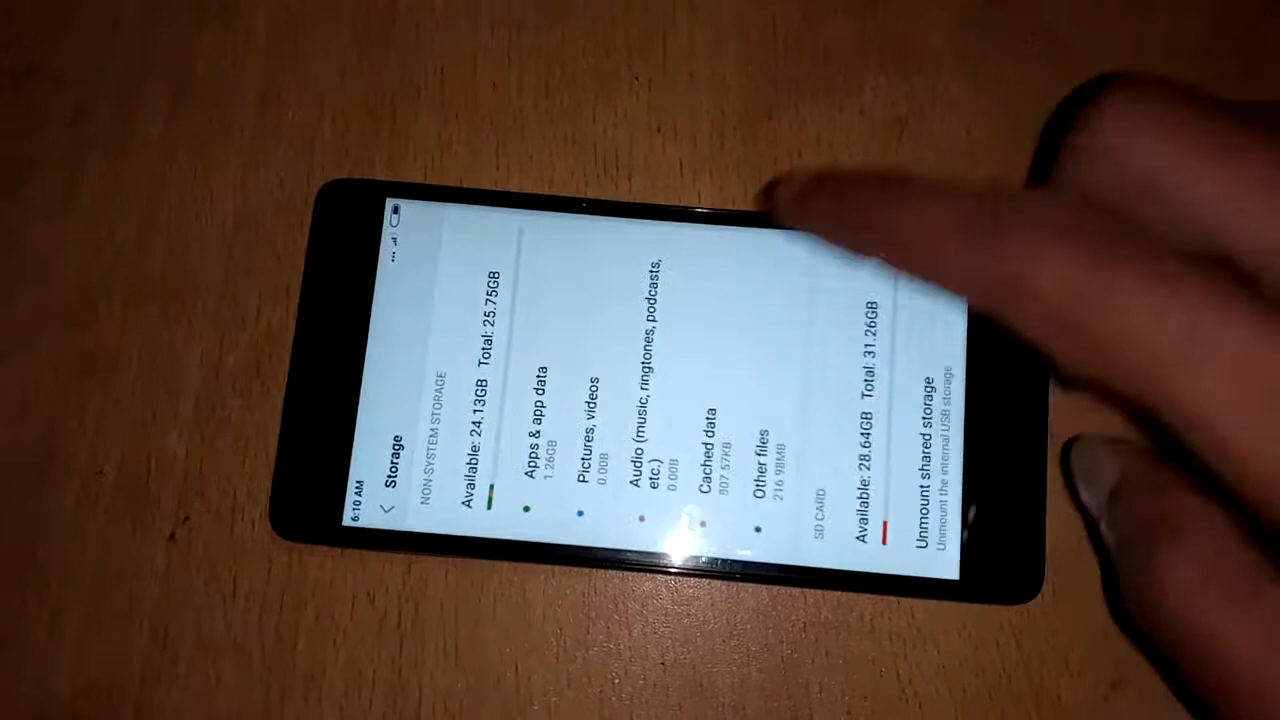 6:10 AM
Storage
NON-SYSTEM STORAGE
Available: 24.13GB Total: 25.75GB
Apps & app data
1.26GB
Pictures, videos
0.00B
Audio (music, ringtones, podcasts,
etc.)
0.00B
Cached data
807.57KB
Other files
216.98MB
SD CARD
Available: 28.64GB Total: 31.26GB
Unmount shared storage
Unmount the internal USB storage